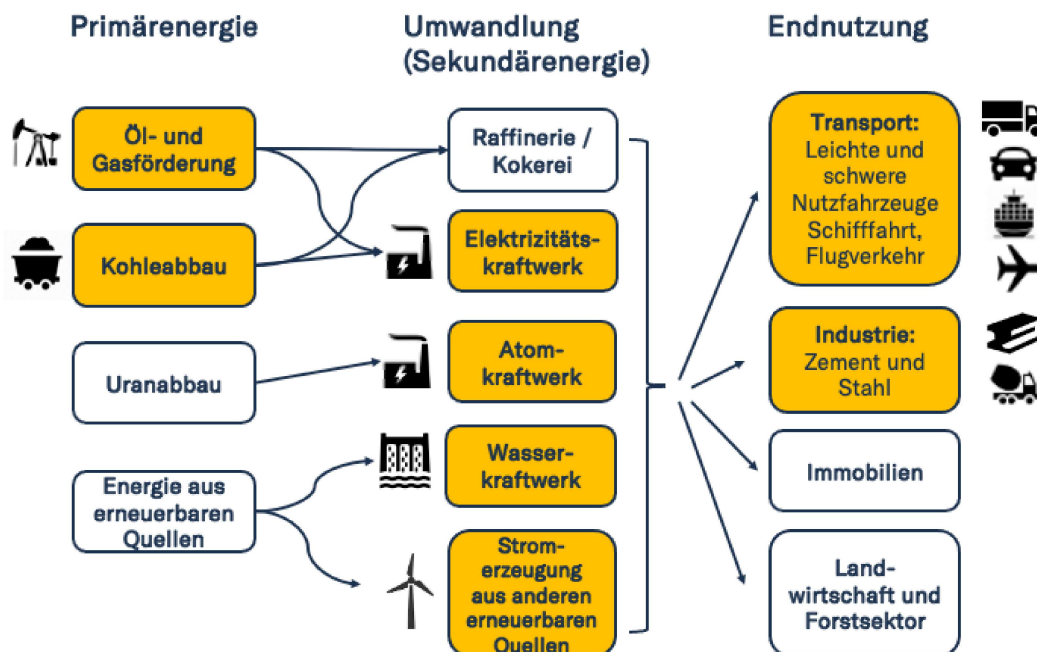 Primärenergie
Umwandlung
(Sekundärenergie)
Endnutzung
Öl- und
Gasförderung
Kohleabbau
Uranabbau
Energie aus
erneuerbaren
Quellen
Raffinerie /
Kokerei
Elektrizitäts-
kraftwerk
Atom-
kraftwerk
Wasser-
kraftwerk
Strom-
erzeugung
aus anderen
erneuerbaren
Quellen
Transport:
Leichte und
schwere
Nutzfahrzeuge
Schifffahrt,
Flugverkehr
Industrie:
Zement und
Stahl
Immobilien
Land-
wirtschaft und
Forstsektor